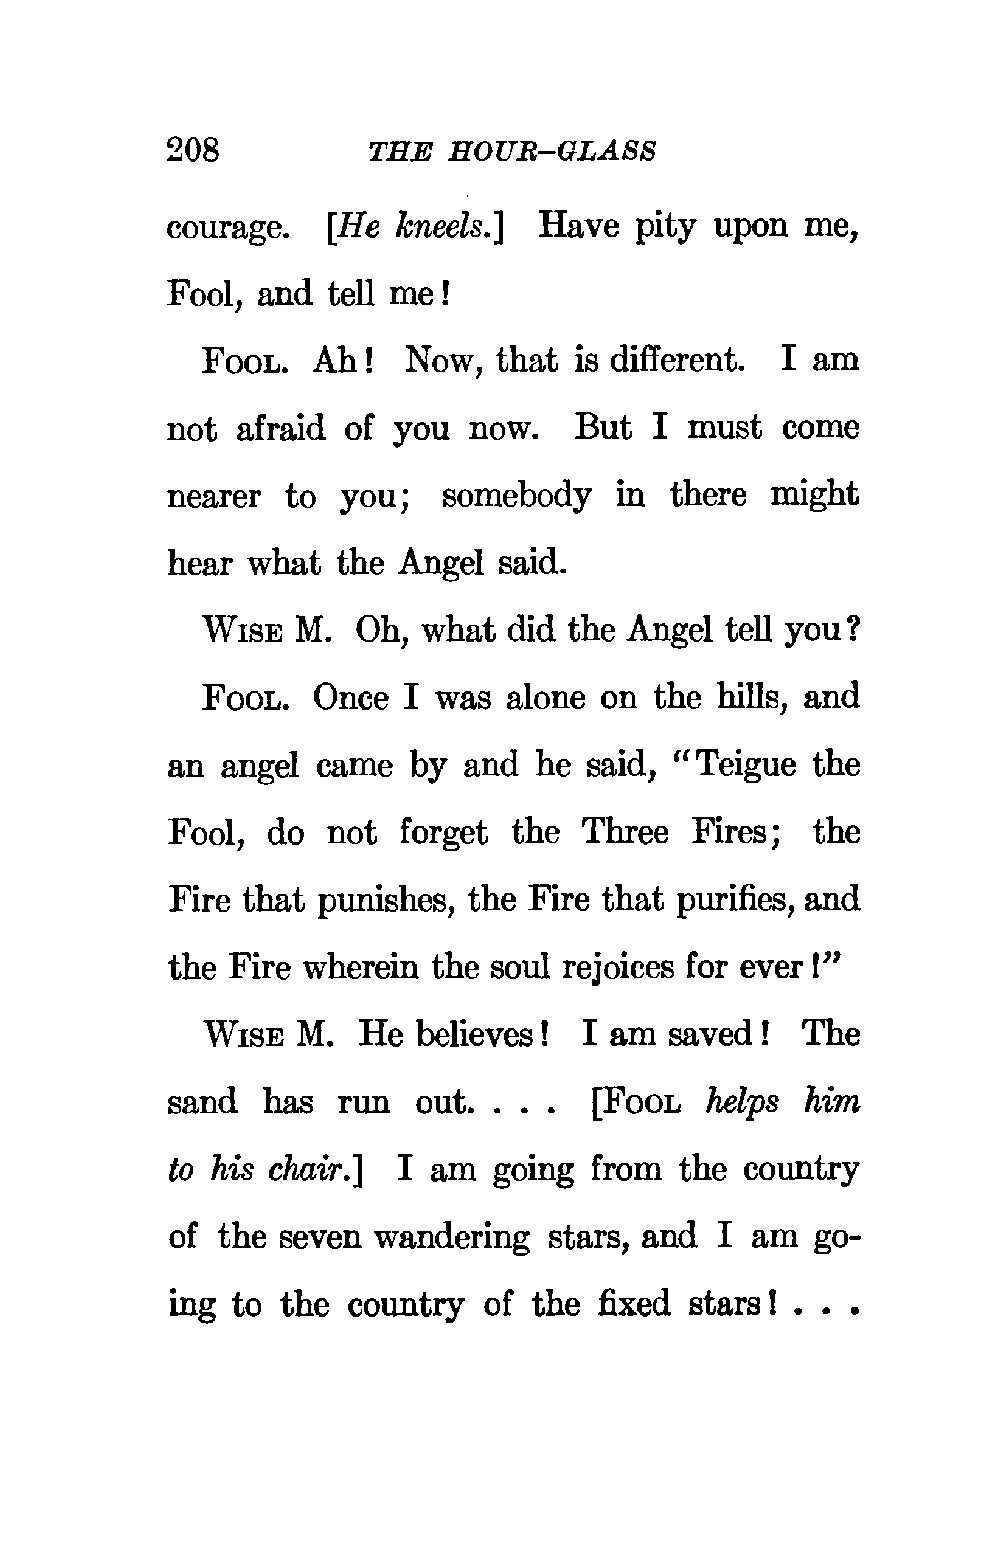 208 THE HOUR-GLASS
courage. [He kneels.] Have pity upon me,
Fool, and tell me!
FOOL. Ah! Now, that is different. I am
not afraid of you now. But I must come
nearer to you; somebody in there might
hear what the Angel said.
WISE M. Oh, what did the Angel tell you?
FOOL. Once I was alone on the hills, and
an angel came by and he said, “Teigue the
Fool, do not forget the Three Fires; the
Fire that punishes, the Fire that purifies, and
the Fire wherein the soul rejoices for ever!”
WISE M. He believes! I am saved! The
sand has run out. . . . [FOOL helps him
to his chair.] I am going from the country
of the seven wandering stars, and I am go-
ing to the country of the fixed stars! . . .